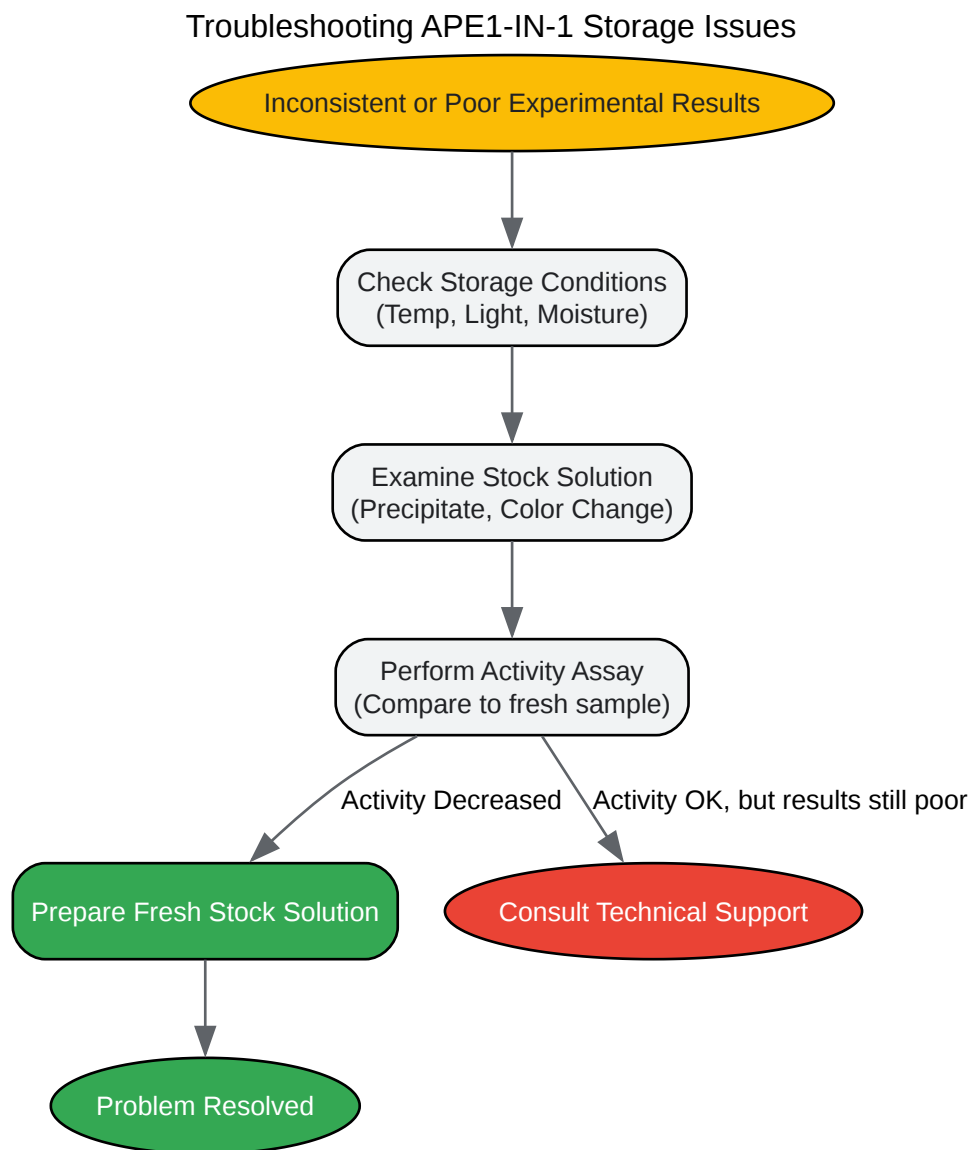 Troubleshooting APE1-IN-1 Storage Issues
Inconsistent or Poor Experimental Results
Check Storage Conditions
(Temp, Light, Moisture)
Examine Stock Solution
(Precipitate, Color Change)
Perform Activity Assay
(Compare to fresh sample)
Activity Decreased
Activity OK, but results still poor
Prepare Fresh Stock Solution
Consult Technical Support
Problem Resolved